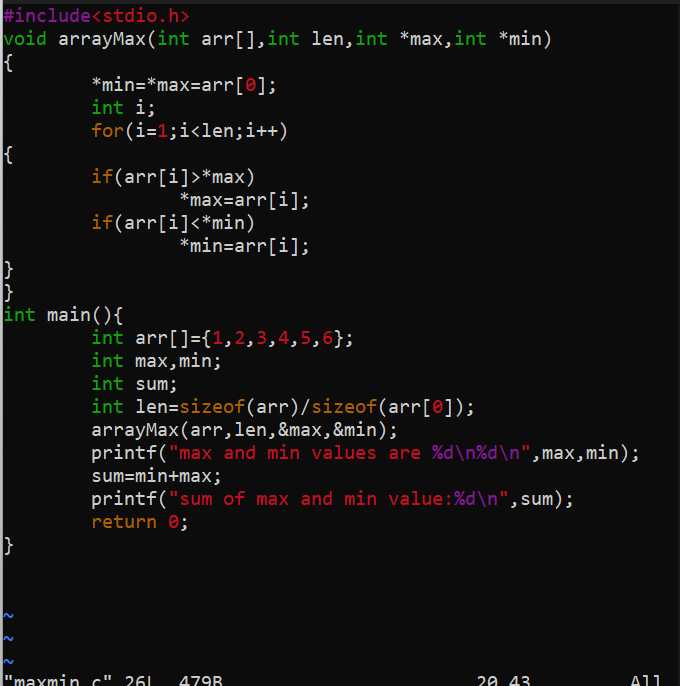 #include<stdio.h>
void arrayMax(int arr[],int len,int *max,int *min)
{
        *min=*max=arr[0];
        int i;
        for(i=1;i<len;i++)
{
        if(arr[i]>*max)
                *max=arr[i];
        if(arr[i]<*min)
                *min=arr[i];
}
}
int main(){
        int arr[]={1,2,3,4,5,6};
        int max,min;
        int sum;
        int len=sizeof(arr)/sizeof(arr[0]);
        arrayMax(arr,len,&max,&min);
        printf("max and min values are %d\n%d\n",max,min);
        sum=min+max;
        printf("sum of max and min value:%d\n",sum);
        return 0;
}
~
~
~
"maxmin.c" 26L, 479B 20,43 All